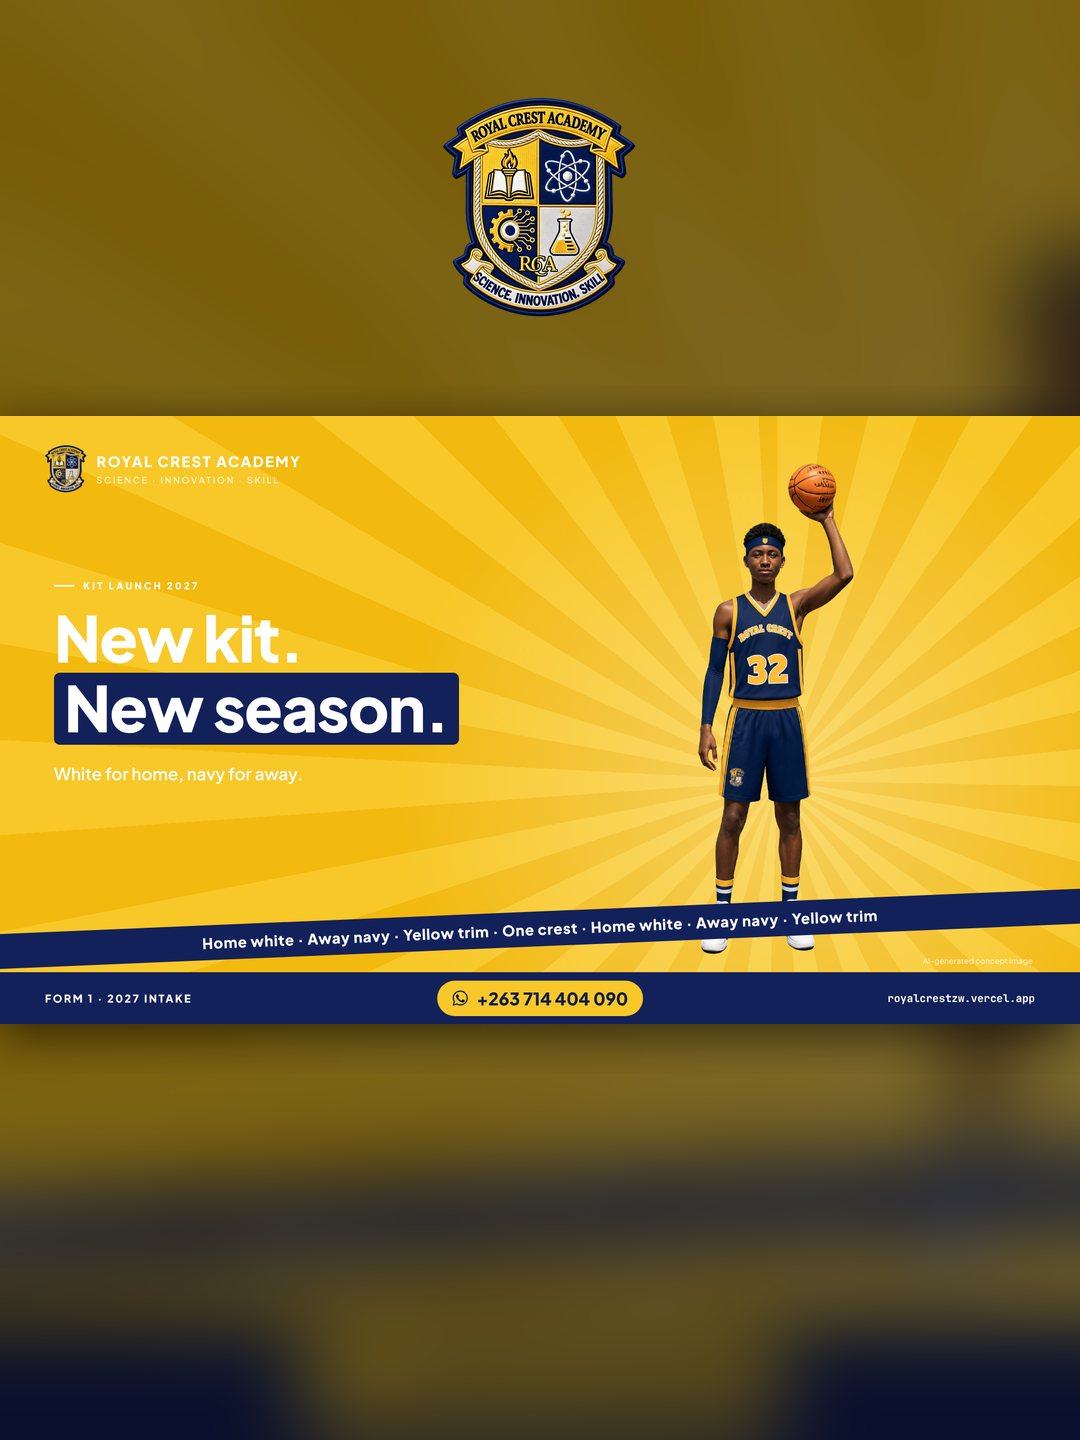 ROYAL CREST ACADEMY
RCA
SCIENCE. INNOVATION. SKILL
ROYAL CREST ACADEMY
SCIENCE · INNOVATION · SKILL
KIT LAUNCH 2027
New kit.
New season.
White for home, navy for away.
ROYAL CREST
32
Home white · Away navy · Yellow trim · One crest · Home white · Away navy · Yellow trim
AI-generated concept image
FORM 1 · 2027 INTAKE
+263 714 404 090
royalcrestzw.vercel.app